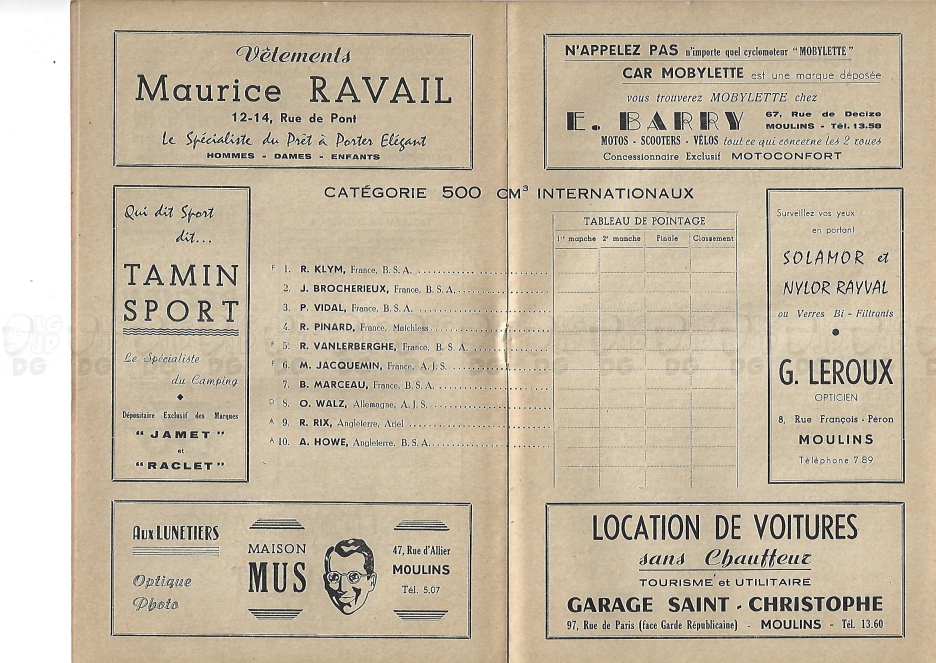 Vêtements
Maurice RAVAIL
12-14, Rue de Pont
Le Spécialiste du Prêt à Porter Elégant
HOMMES - DAMES - ENFANTS
N'APPELEZ PAS n'importe quel cyclomoteur "MOBYLETTE"
CAR MOBYLETTE est une marque déposée
vous trouverez MOBYLETTE chez
E. BARRY
67, Rue de Decize
MOULINS - Tél. 13.58
MOTOS - SCOOTERS - VÉLOS tout ce qui concerne les 2 roues
Concessionnaire Exclusif MOTOCONFORT
CATÉGORIE 500 CM³ INTERNATIONAUX
Qui dit Sport
dit...
TAMIN
SPORT
Le Spécialiste
du Camping
Dépositaire Exclusif des Marques
"JAMET"
et
"RACLET"
F 1. R. KLYM, France, B. S. A.
2. J. BROCHERIEUX, France, B. S. A.
3. P. VIDAL, France, B. S. A.
4. R. PINARD, France, Matchless
F 5. R. VANLERBERGHE, France, B. S. A.
F 6. M. JACQUEMIN, France, A. J. S.
7. B. MARCEAU, France, B. S. A.
D 8. O. WALZ, Allemagne, A. J. S.
A 9. R. RIX, Angleterre, Ariel
A 10. A. HOWE, Angleterre, B. S. A.
TABLEAU DE POINTAGE
1re manche 2e manche Finale Classement
Surveillez vos yeux
en portant
SOLAMOR et
NYLOR RAYVAL
ou Verres Bi - Filtrants
G. LEROUX
OPTICIEN
8, Rue François - Péron
MOULINS
Téléphone 7.89
Aux LUNETIERS
Optique
Photo
MAISON
MUS
47, Rue d'Allier
MOULINS
Tél. 5.07
LOCATION DE VOITURES
sans Chauffeur
TOURISME et UTILITAIRE
GARAGE SAINT - CHRISTOPHE
97, Rue de Paris (face Garde Républicaine) - MOULINS - Tél. 13.60